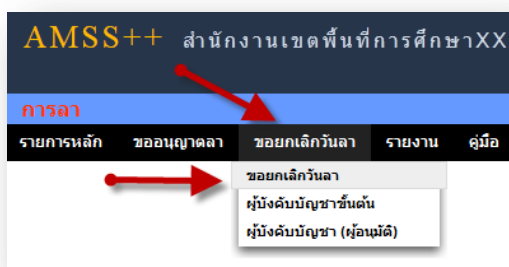 AMSS++ สำนักงานเขตพื้นที่การศึกษาXX
การลา
รายการหลัก ขออนุญาตลา ขอยกเลิกวันลา รายงาน คู่มือ
ขอยกเลิกวันลา
ผู้บังคับบัญชาขั้นต้น
ผู้บังคับบัญชา (ผู้อนุมัติ)